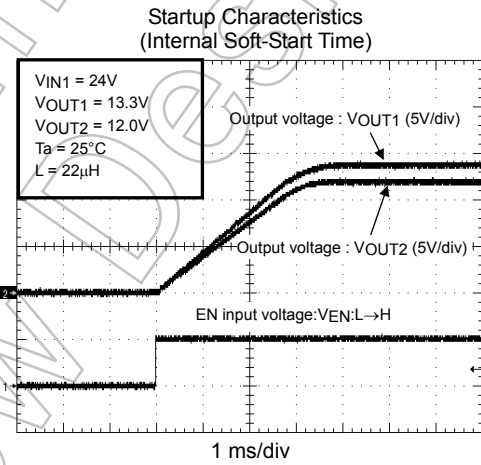 Startup Characteristics
(Internal Soft-Start Time)
VIN1 = 24V
VOUT1 = 13.3V
VOUT2 = 12.0V
Ta = 25°C
L = 22μH
Output voltage : VOUT1 (5V/div)
Output voltage : VOUT2 (5V/div)
2
EN input voltage:VEN:L→H
1
1 ms/div